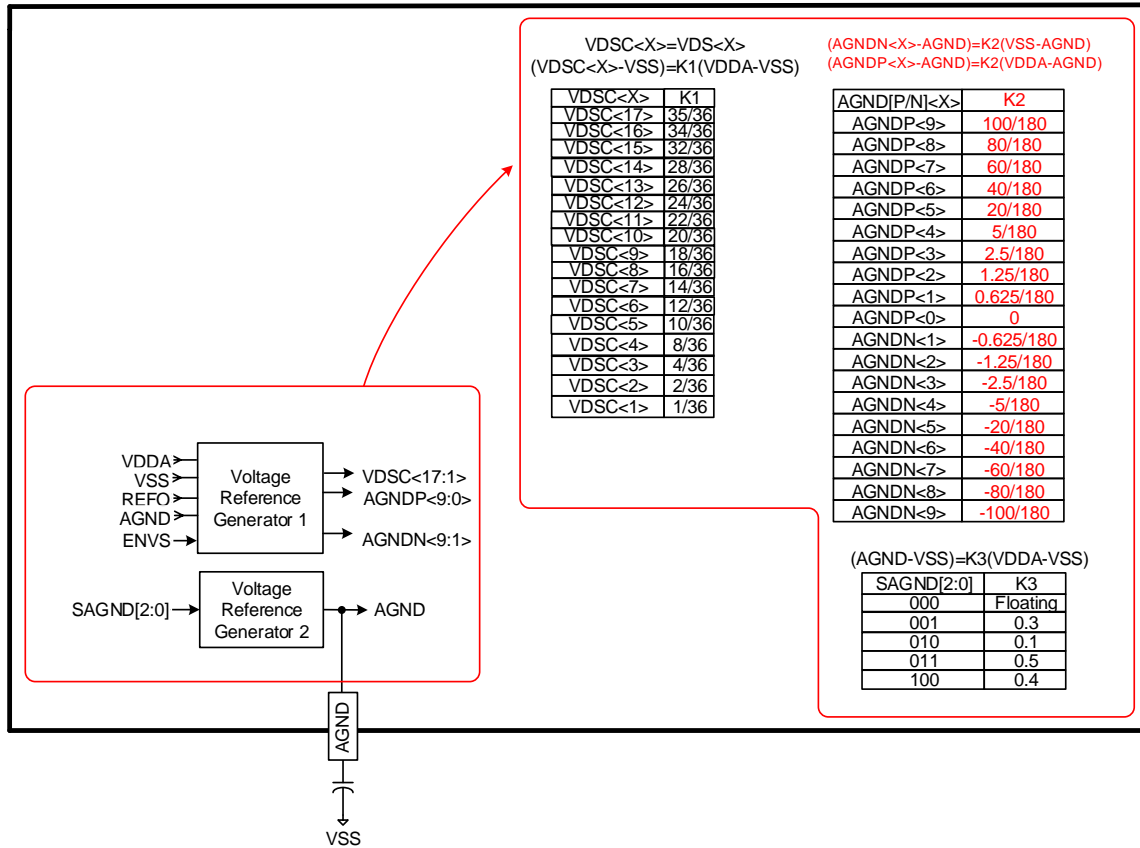 VDSC<X>=VDS<X>
(VDSC<X>-VSS)=K1(VDDA-VSS)
VDSC<X> K1
VDSC<17> 35/36
VDSC<16> 34/36
VDSC<15> 32/36
VDSC<14> 28/36
VDSC<13> 26/36
VDSC<12> 24/36
VDSC<11> 22/36
VDSC<10> 20/36
VDSC<9> 18/36
VDSC<8> 16/36
VDSC<7> 14/36
VDSC<6> 12/36
VDSC<5> 10/36
VDSC<4> 8/36
VDSC<3> 4/36
VDSC<2> 2/36
VDSC<1> 1/36
(AGNDN<X>-AGND)=K2(VSS-AGND)
(AGNDP<X>-AGND)=K2(VDDA-AGND)
AGND[P/N]<X> K2
AGNDP<9> 100/180
AGNDP<8> 80/180
AGNDP<7> 60/180
AGNDP<6> 40/180
AGNDP<5> 20/180
AGNDP<4> 5/180
AGNDP<3> 2.5/180
AGNDP<2> 1.25/180
AGNDP<1> 0.625/180
AGNDP<0> 0
AGNDN<1> -0.625/180
AGNDN<2> -1.25/180
AGNDN<3> -2.5/180
AGNDN<4> -5/180
AGNDN<5> -20/180
AGNDN<6> -40/180
AGNDN<7> -60/180
AGNDN<8> -80/180
AGNDN<9> -100/180
(AGND-VSS)=K3(VDDA-VSS)
SAGND[2:0] K3
000 Floating
001 0.3
010 0.1
011 0.5
100 0.4
VDDA
VSS
REFO
AGND
ENVS
Voltage
Reference
Generator 1
VDSC<17:1>
AGNDP<9:0>
AGNDN<9:1>
SAGND[2:0]
Voltage
Reference
Generator 2
AGND
AGND
VSS